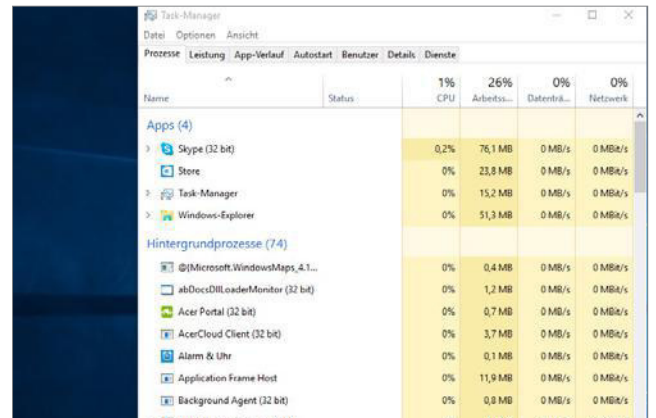 Task-Manager
Datei Optionen Ansicht
Prozesse Leistung App-Verlauf Autostart Benutzer Details Dienste
1% 26% 0% 0%
Name Status CPU Arbeitss... Datenträ... Netzwerk
Apps (4)
Skype (32 bit) 0,2% 76,1 MB 0 MB/s 0 MBit/s
Store 0% 23,8 MB 0 MB/s 0 MBit/s
Task-Manager 0% 15,2 MB 0 MB/s 0 MBit/s
Windows-Explorer 0% 51,3 MB 0 MB/s 0 MBit/s
Hintergrundprozesse (74)
@{Microsoft.WindowsMaps_4.1... 0% 0,4 MB 0 MB/s 0 MBit/s
abDocsDllLoaderMonitor (32 bit) 0% 1,2 MB 0 MB/s 0 MBit/s
Acer Portal (32 bit) 0% 0,7 MB 0 MB/s 0 MBit/s
AcerCloud Client (32 bit) 0% 3,7 MB 0 MB/s 0 MBit/s
Alarm & Uhr 0% 0,1 MB 0 MB/s 0 MBit/s
Application Frame Host 0% 11,9 MB 0 MB/s 0 MBit/s
Background Agent (32 bit) 0% 0,8 MB 0 MB/s 0 MBit/s